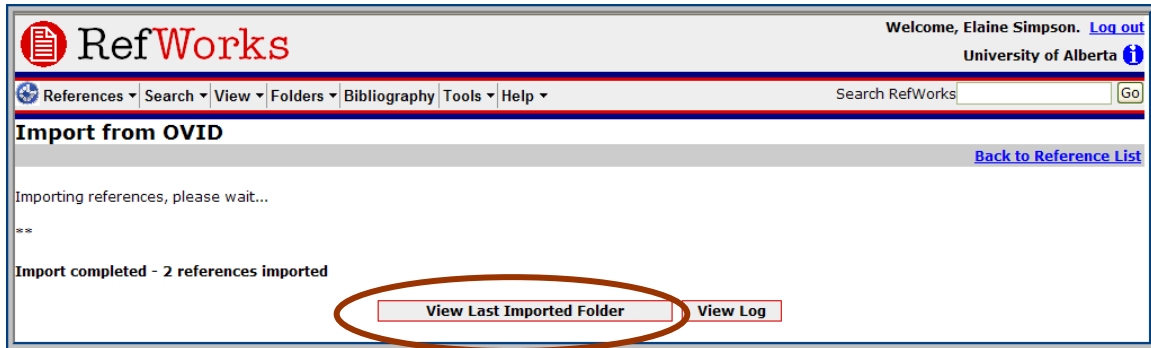 RefWorks
Welcome, Elaine Simpson. Log out
University of Alberta
References Search View Folders Bibliography Tools Help Search RefWorks Go
Import from OVID
Back to Reference List
Importing references, please wait...
**
Import completed - 2 references imported
View Last Imported Folder View Log